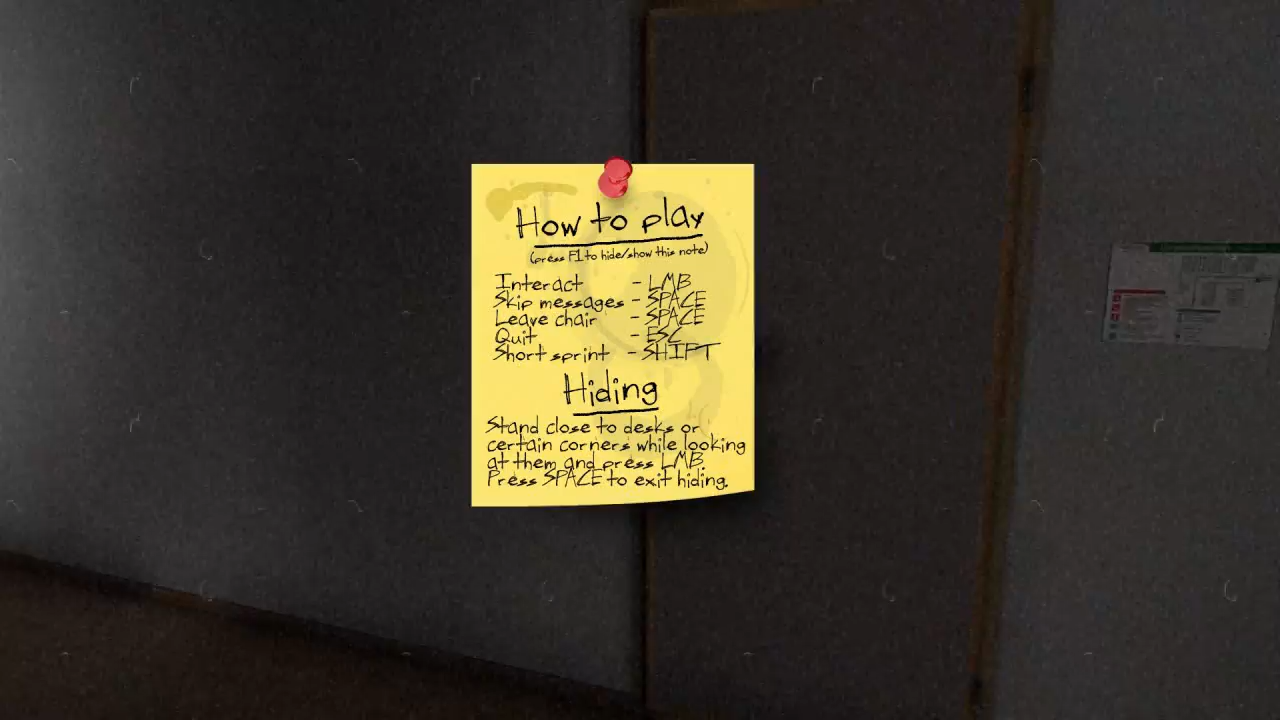 How to play
(press F1 to hide/show this note)
Interact - LMB
Skip messages - SPACE
Leave chair - SPACE
Quit - ESC
Short sprint - SHIFT
Hiding
Stand close to desks or
certain corners while looking
at them and press LMB.
Press SPACE to exit hiding.